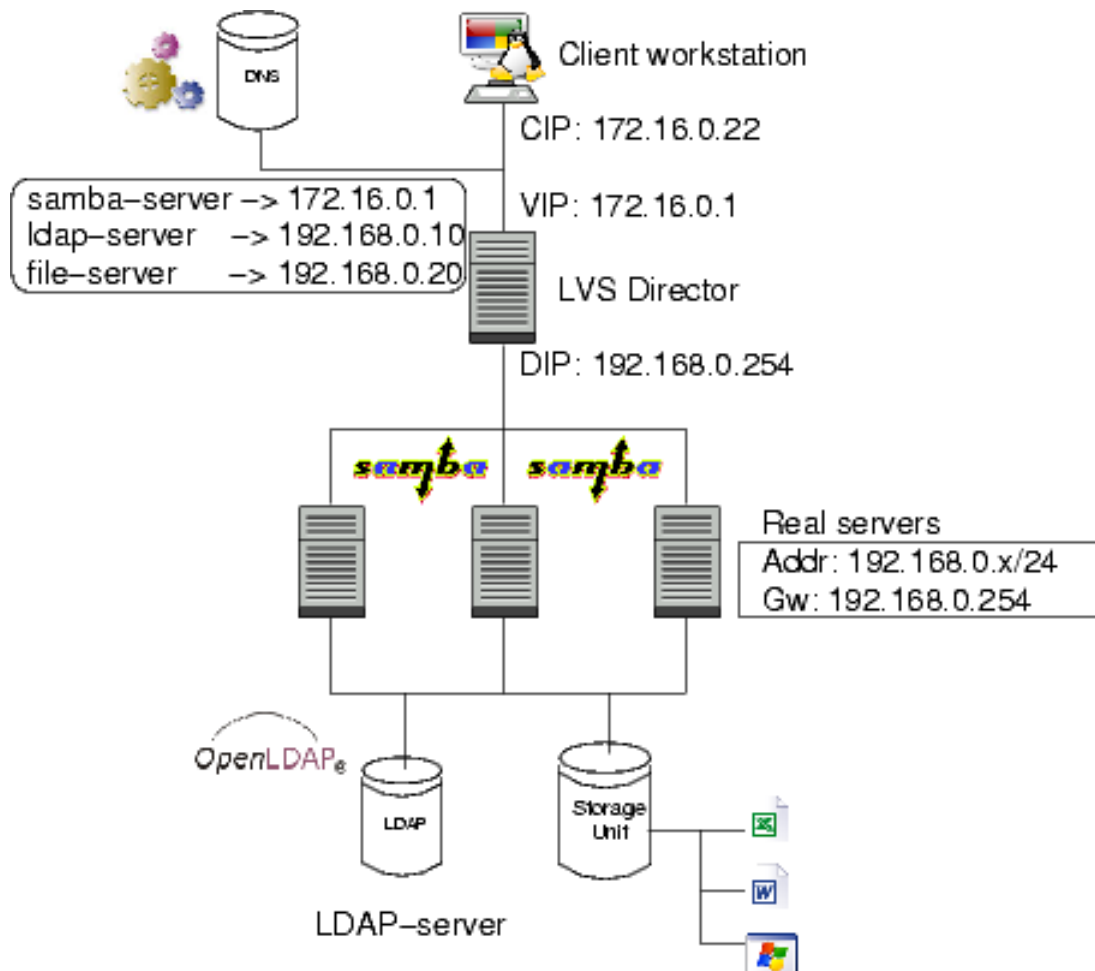 DNS
Client workstation
CIP: 172.16.0.22
samba-server -> 172.16.0.1
ldap-server -> 192.168.0.10
file-server -> 192.168.0.20
VIP: 172.16.0.1
LVS Director
DIP: 192.168.0.254
samba
samba
Real servers
Addr: 192.168.0.x/24
Gw: 192.168.0.254
OpenLDAP
LDAP
Storage
Unit
LDAP-server
W